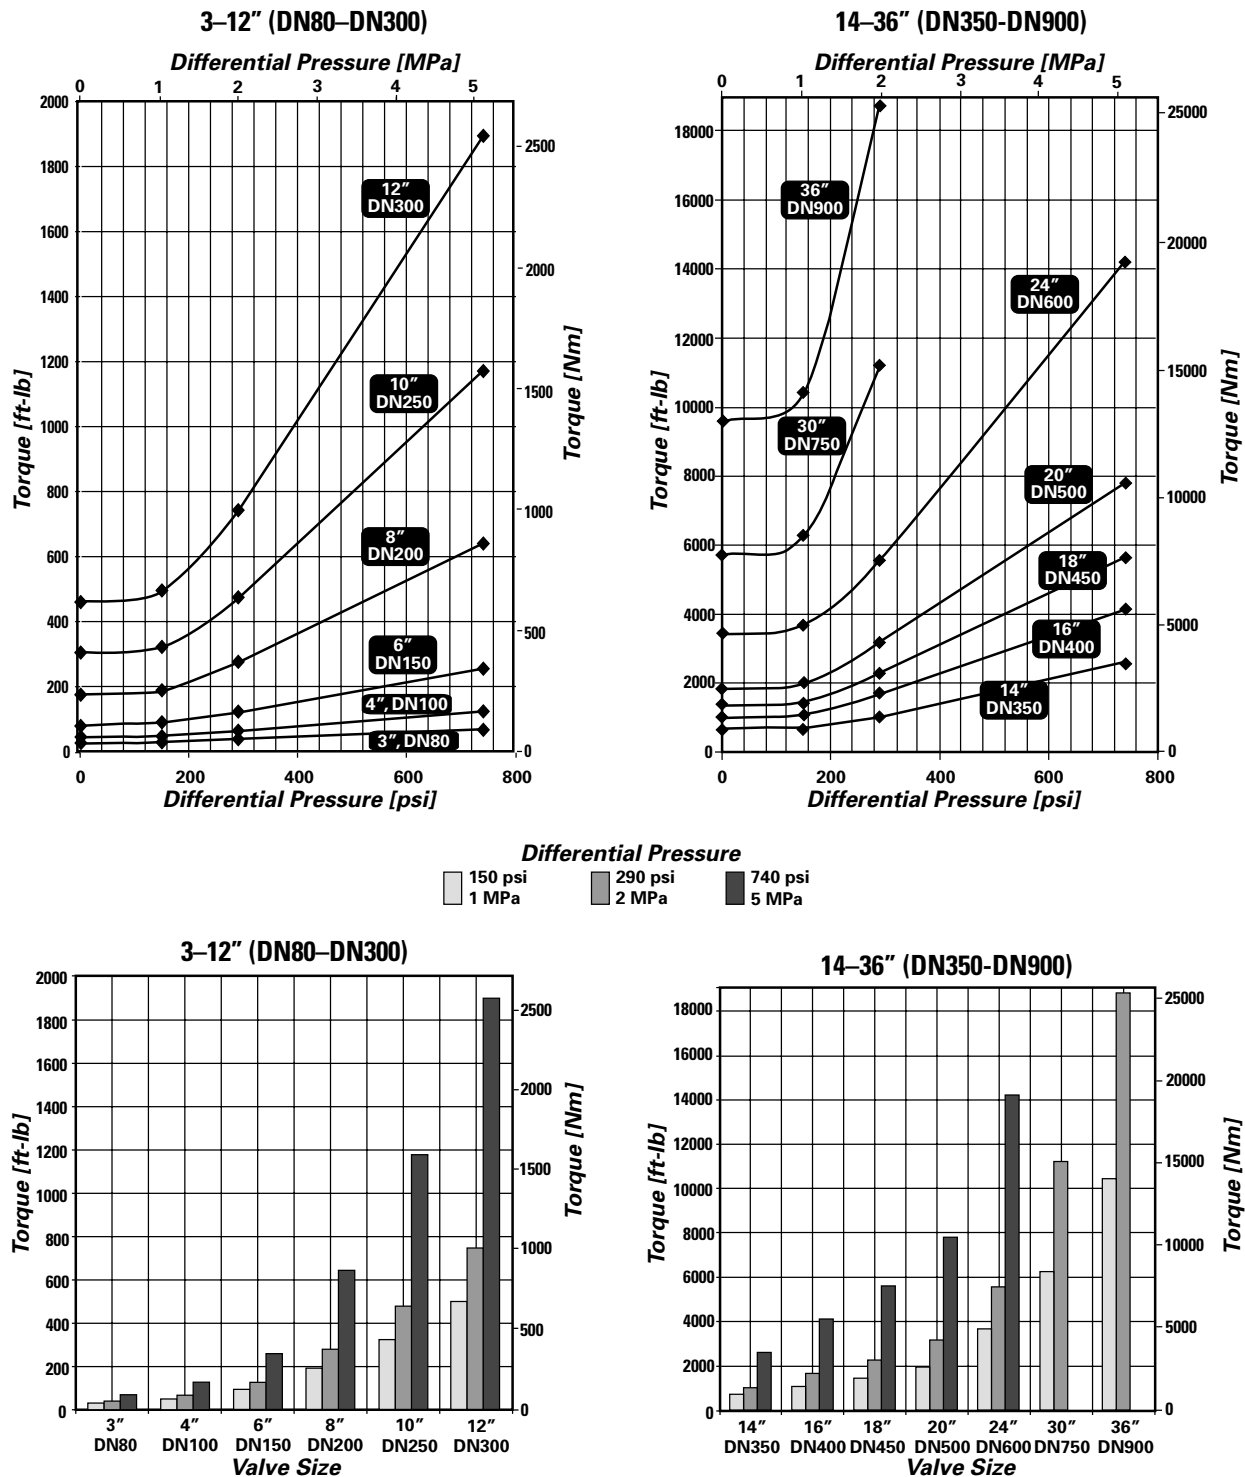 3–12″ (DN80–DN300)
Differential Pressure [MPa]
0 1 2 3 4 5
2000
1800
1600
1400
1200
1000
800
600
400
200
0
Torque [ft-lb]
12″
DN300
10″
DN250
8″
DN200
6″
DN150
4″, DN100
3″, DN80
2500
2000
1500
1000
500
0
Torque [Nm]
0 200 400 600 800
Differential Pressure [psi]
14–36″ (DN350-DN900)
Differential Pressure [MPa]
0 1 2 3 4 5
18000
16000
14000
12000
10000
8000
6000
4000
2000
0
Torque [ft-lb]
36″
DN900
24″
DN600
30″
DN750
20″
DN500
18″
DN450
16″
DN400
14″
DN350
25000
20000
15000
10000
5000
0
Torque [Nm]
0 200 400 600 800
Differential Pressure [psi]
Differential Pressure
150 psi
1 MPa
290 psi
2 MPa
740 psi
5 MPa
3–12″ (DN80–DN300)
2000
1800
1600
1400
1200
1000
800
600
400
200
0
Torque [ft-lb]
2500
2000
1500
1000
500
0
Torque [Nm]
3″ 4″ 6″ 8″ 10″ 12″
DN80 DN100 DN150 DN200 DN250 DN300
Valve Size
14–36″ (DN350-DN900)
18000
16000
14000
12000
10000
8000
6000
4000
2000
0
Torque [ft-lb]
25000
20000
15000
10000
5000
0
Torque [Nm]
14″ 16″ 18″ 20″ 24″ 30″ 36″
DN350 DN400 DN450 DN500 DN600 DN750 DN900
Valve Size